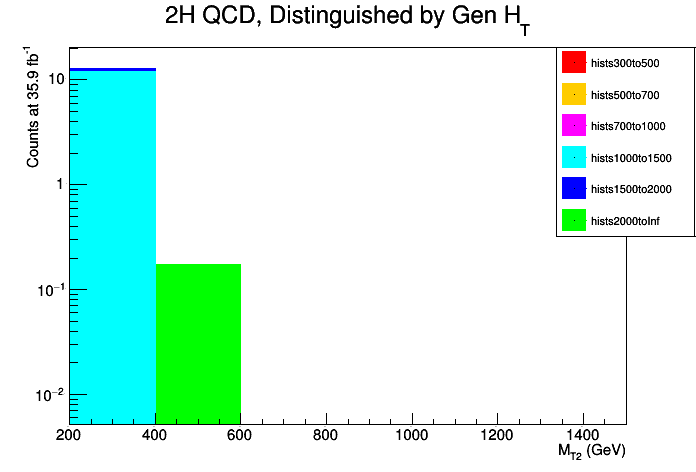 2H QCD, Distinguished by Gen H_T
Counts at 35.9 fb^-1
10
1
10^-1
10^-2
200 400 600 800 1000 1200 1400
M_T2 (GeV)
hists300to500
hists500to700
hists700to1000
hists1000to1500
hists1500to2000
hists2000toInf